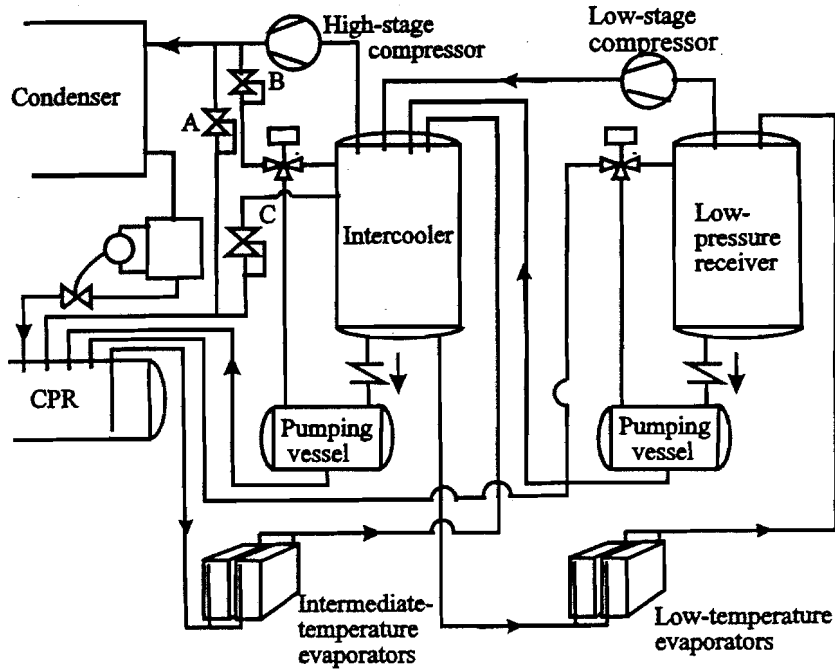 High-stage
compressor
Low-stage
compressor
Condenser
B
A
C
Intercooler
Low-
pressure
receiver
CPR
Pumping
vessel
Pumping
vessel
Intermediate-
temperature
evaporators
Low-temperature
evaporators